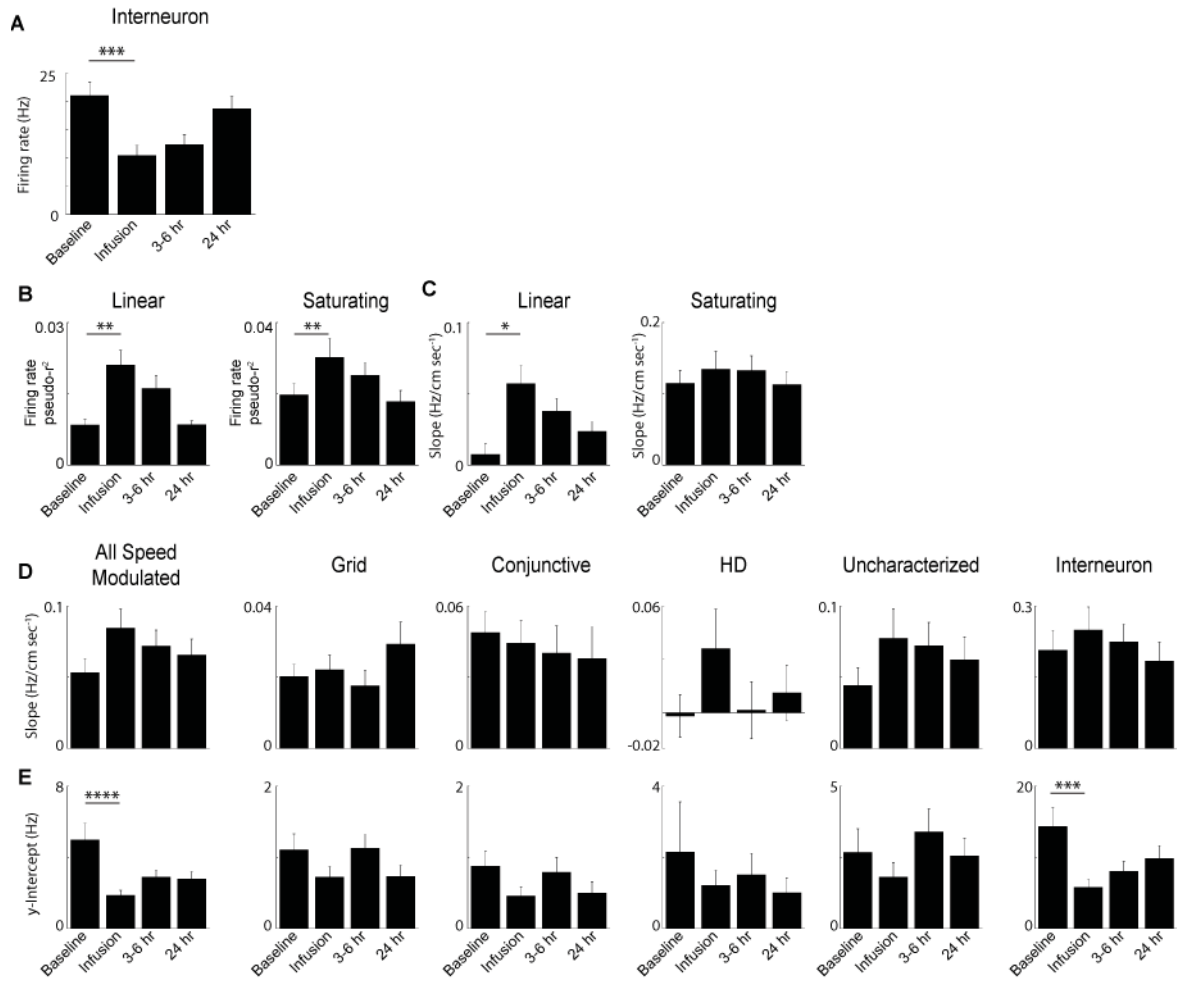 A
Interneuron
***
25
Firing rate (Hz)
0
Baseline
Infusion
3-6 hr
24 hr
B
Linear
**
0.03
Firing rate
pseudo-r²
0
Baseline
Infusion
3-6 hr
24 hr
Saturating
**
0.04
Firing rate
pseudo-r²
0
Baseline
Infusion
3-6 hr
24 hr
C
Linear
*
0.1
Slope (Hz/cm sec⁻¹)
0
Baseline
Infusion
3-6 hr
24 hr
Saturating
0.2
Slope (Hz/cm sec⁻¹)
0
Baseline
Infusion
3-6 hr
24 hr
D
All Speed
Modulated
0.1
Slope (Hz/cm sec⁻¹)
0
Grid
0.04
0
Conjunctive
0.06
0
HD
0.06
-0.02
Uncharacterized
0.1
0
Interneuron
0.3
0
E
****
8
y-Intercept (Hz)
0
Baseline
Infusion
3-6 hr
24 hr
2
0
Baseline
Infusion
3-6 hr
24 hr
2
0
Baseline
Infusion
3-6 hr
24 hr
4
0
Baseline
Infusion
3-6 hr
24 hr
5
0
Baseline
Infusion
3-6 hr
24 hr
***
20
0
Baseline
Infusion
3-6 hr
24 hr